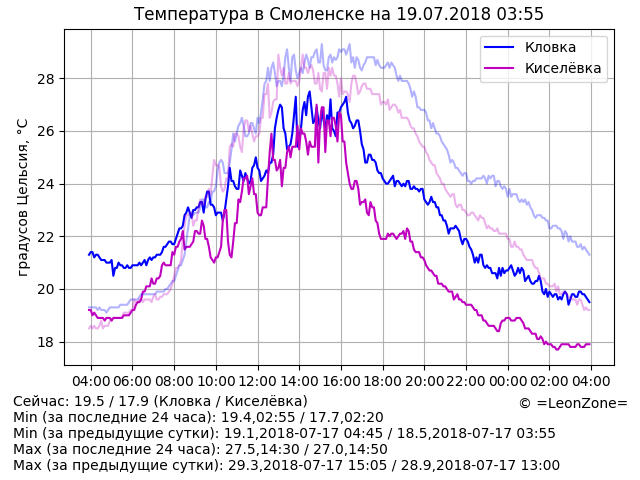 Температура в Смоленске на 19.07.2018 03:55
Кловка
Киселёвка
градусов Цельсия, °C
28
26
24
22
20
18
04:00 06:00 08:00 10:00 12:00 14:00 16:00 18:00 20:00 22:00 00:00 02:00 04:00
Сейчас: 19.5 / 17.9 (Кловка / Киселёвка)
© =LeonZone=
Min (за последние 24 часа): 19.4,02:55 / 17.7,02:20
Min (за предыдущие сутки): 19.1,2018-07-17 04:45 / 18.5,2018-07-17 03:55
Max (за последние 24 часа): 27.5,14:30 / 27.0,14:50
Max (за предыдущие сутки): 29.3,2018-07-17 15:05 / 28.9,2018-07-17 13:00